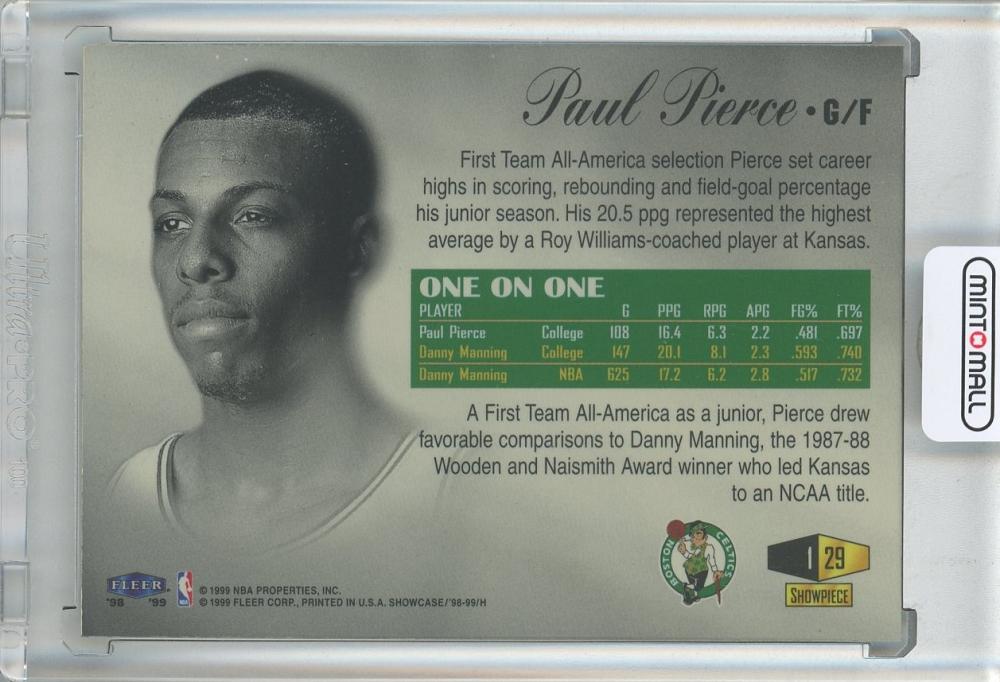 Paul Pierce • G/F
First Team All-America selection Pierce set career
highs in scoring, rebounding and field-goal percentage
his junior season. His 20.5 ppg represented the highest
average by a Roy Williams-coached player at Kansas.
ONE ON ONE
PLAYER G PPG RPG APG FG% FT%
Paul Pierce College 108 16.4 6.3 2.2 .481 .697
Danny Manning College 147 20.1 8.1 2.3 .593 .740
Danny Manning NBA 625 17.2 6.2 2.8 .517 .732
A First Team All-America as a junior, Pierce drew
favorable comparisons to Danny Manning, the 1987-88
Wooden and Naismith Award winner who led Kansas
to an NCAA title.
BOSTON CELTICS
1 29
SHOWPIECE
FLEER
'98 '99
NBA
© 1999 NBA PROPERTIES, INC.
© 1999 FLEER CORP., PRINTED IN U.S.A. SHOWCASE/'98-99/H
MINT MALL
Ultra•PRO
100